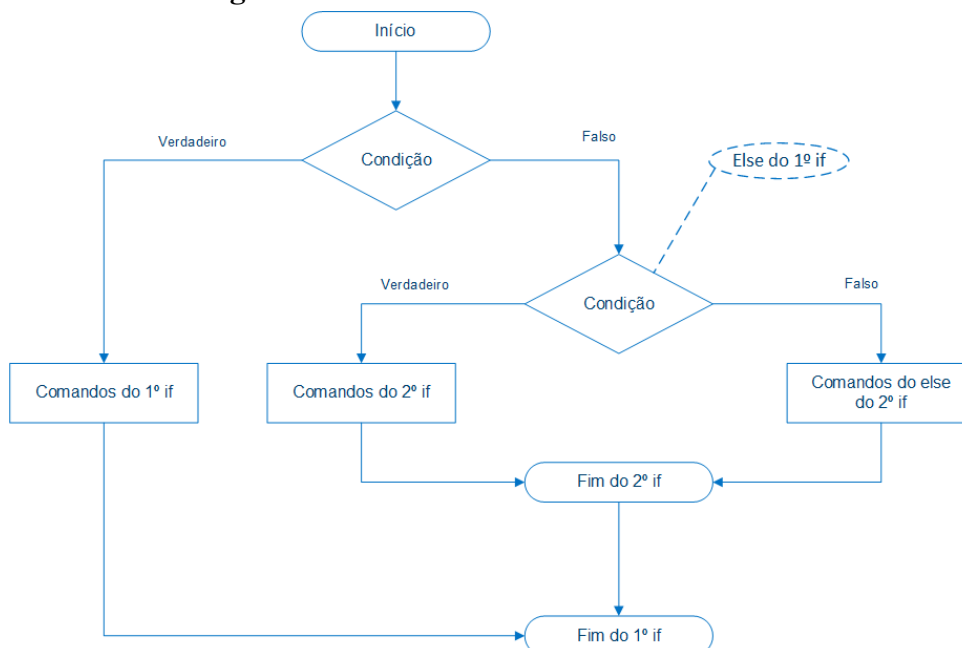 Início
Verdadeiro
Falso
Condição
Else do 1º if
Verdadeiro
Falso
Condição
Comandos do 1º if
Comandos do 2º if
Comandos do else
do 2º if
Fim do 2º if
Fim do 1º if